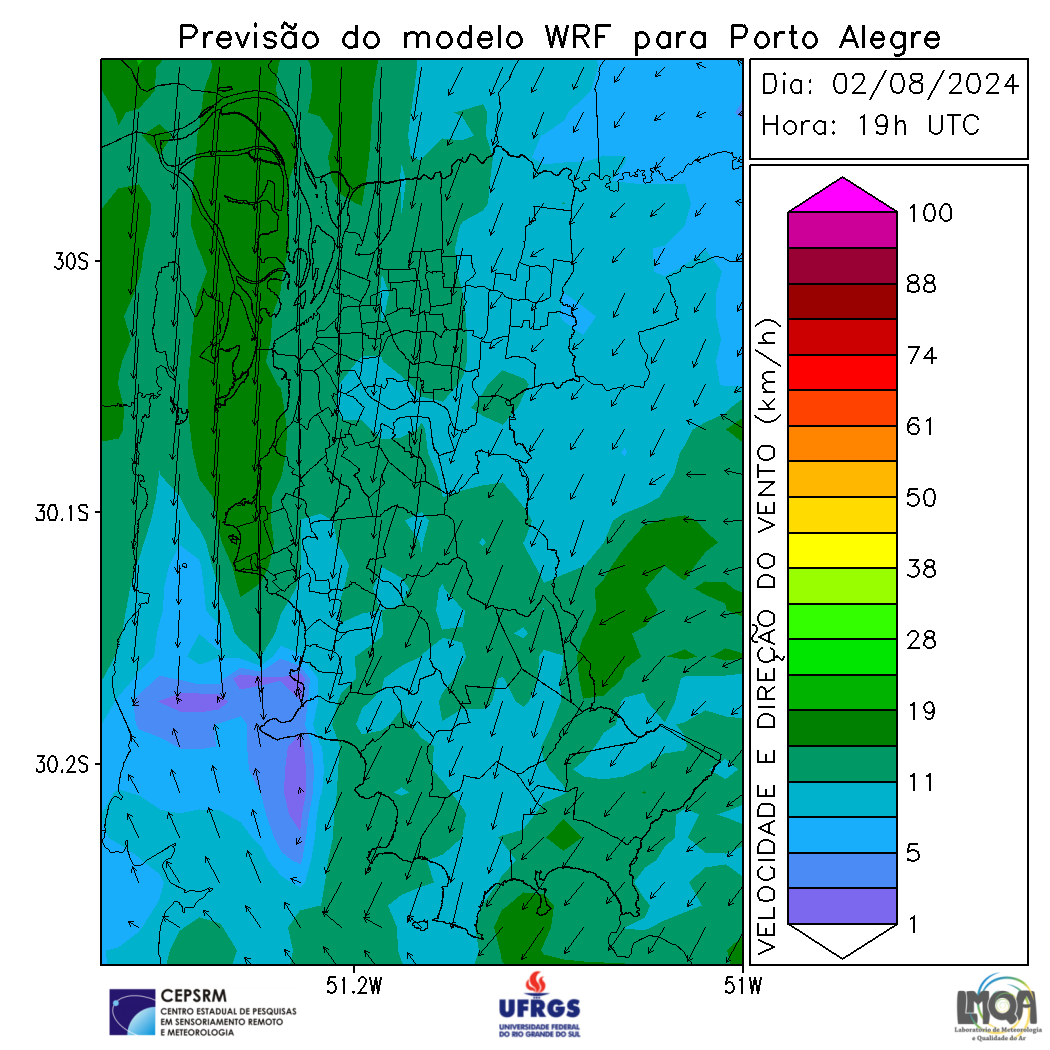 Previsão do modelo WRF para Porto Alegre
Dia: 02/08/2024
Hora: 19h UTC
30S
30.1S
30.2S
51.2W
51W
VELOCIDADE E DIREÇÃO DO VENTO (km/h)
100
88
74
61
50
38
28
19
11
5
1
CEPSRM
CENTRO ESTADUAL DE PESQUISAS
EM SENSORIAMENTO REMOTO
E METEOROLOGIA
UFRGS
UNIVERSIDADE FEDERAL
DO RIO GRANDE DO SUL
LMQA
Laboratório de Meteorologia
e Qualidade do Ar